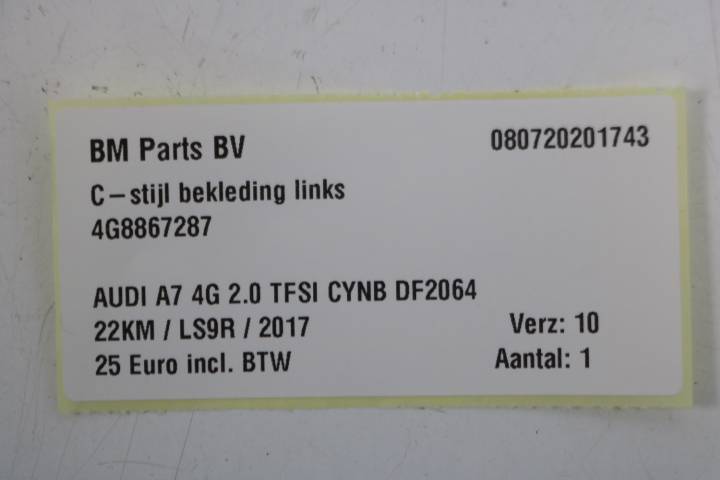 BM Parts BV 080720201743
C-stijl bekleding links
4G8867287
AUDI A7 4G 2.0 TFSI CYNB DF2064
22KM / LS9R / 2017 Verz: 10
25 Euro incl. BTW Aantal: 1